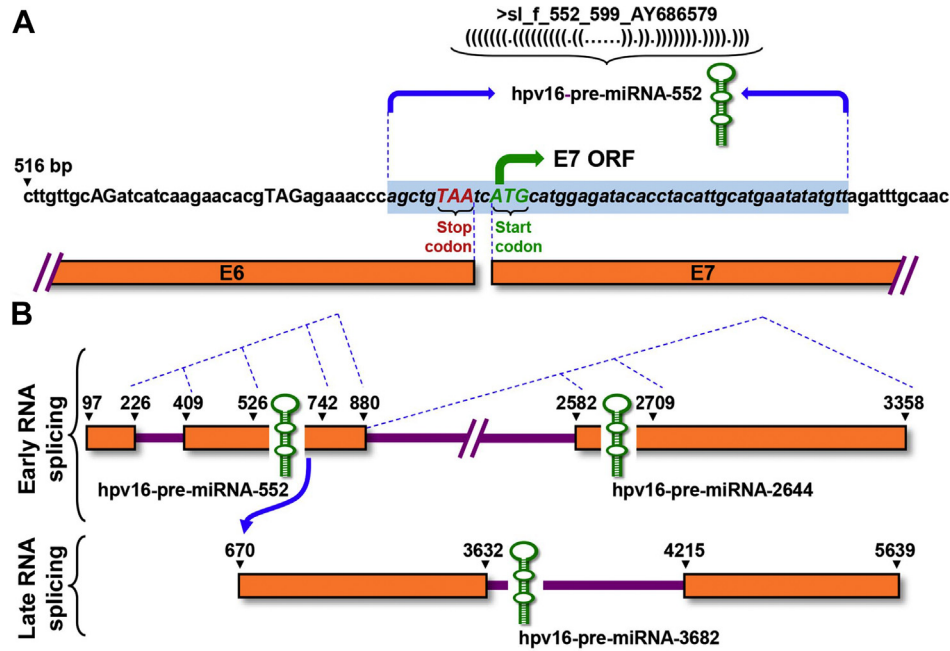 A
>sl_f_552_599_AY686579
(((((((.(((((((((.((......)).)).))))))).)))).)))
hpv16-pre-miRNA-552
516 bp
E7 ORF
cttgttgcAGatcatcaagaacacgTAGagaaacccagctgTAAtcATGcatggagatacacctacattgcatgaatatatgttagatttgcaac
Stop
codon
Start
codon
E6
E7
B
Early RNA
splicing
97 226 409 526 742 880 2582 2709 3358
hpv16-pre-miRNA-552
hpv16-pre-miRNA-2644
Late RNA
splicing
670 3632 4215 5639
hpv16-pre-miRNA-3682